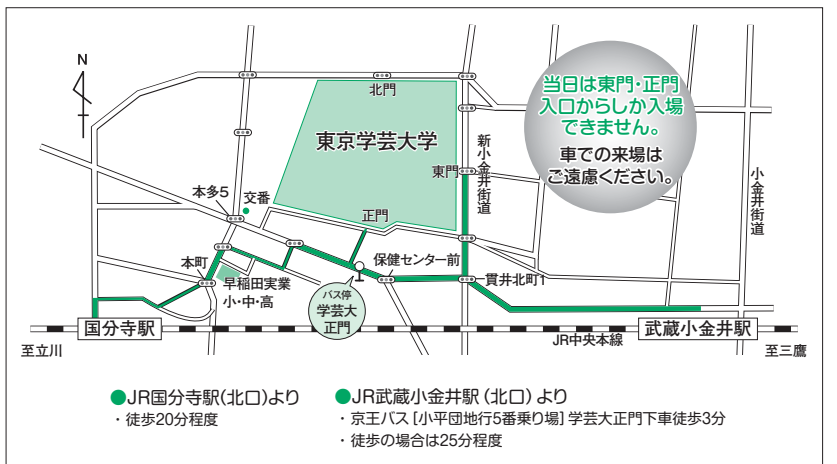 N
北門
東京学芸大学
当日は東門・正門
入口からしか入場
できません。
車での来場は
ご遠慮ください。
新小金井街道
小金井街道
東門
本多5
交番
正門
本町
早稲田実業
小・中・高
保健センター前
貫井北町1
バス停
学芸大
正門
国分寺駅
武蔵小金井駅
JR中央本線
至立川
至三鷹
●JR国分寺駅(北口)より
・徒歩20分程度
●JR武蔵小金井駅(北口)より
・京王バス[小平団地行5番乗り場]学芸大正門下車徒歩3分
・徒歩の場合は25分程度